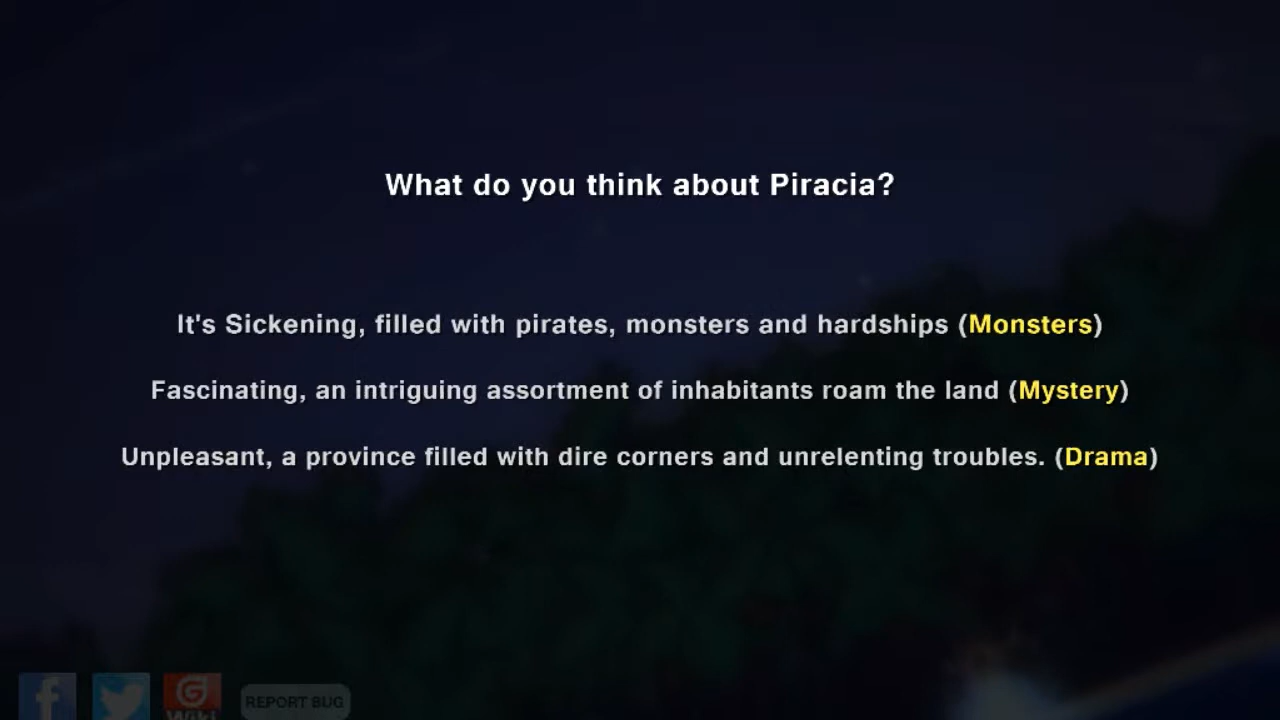 What do you think about Piracia?
It's Sickening, filled with pirates, monsters and hardships (Monsters)
Fascinating, an intriguing assortment of inhabitants roam the land (Mystery)
Unpleasant, a province filled with dire corners and unrelenting troubles. (Drama)
Wiki
REPORT BUG